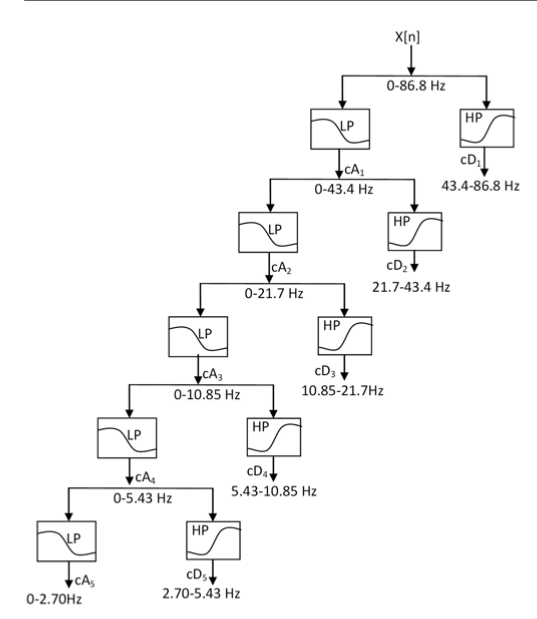 X[n]
0-86.8 Hz
LP
HP
cA₁
cD₁
0-43.4 Hz
43.4-86.8 Hz
LP
HP
cA₂
cD₂
0-21.7 Hz
21.7-43.4 Hz
LP
HP
cA₃
cD₃
0-10.85 Hz
10.85-21.7Hz
LP
HP
cA₄
cD₄
0-5.43 Hz
5.43-10.85 Hz
LP
HP
cA₅
cD₅
0-2.70Hz
2.70-5.43 Hz